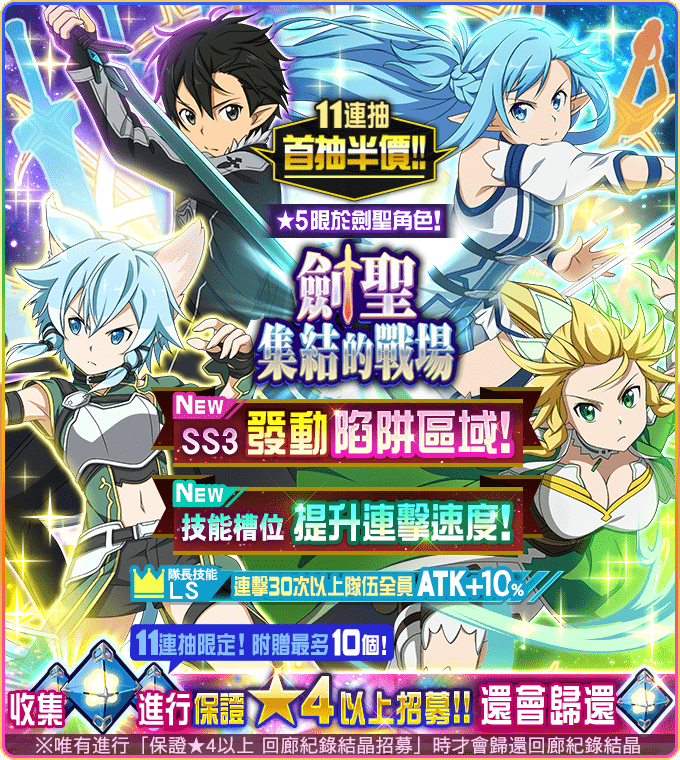 11連抽
首抽半價!!
★5限於劍聖角色!
劍聖
集結的戰場
NEW
SS3 發動陷阱區域!
NEW
技能槽位 提升連擊速度!
隊長技能
LS 連擊30次以上隊伍全員 ATK+10%
11連抽限定! 附贈最多10個!
收集 進行保證★4以上招募!! 還會歸還
※唯有進行「保證★4以上 回廊紀錄結晶招募」時才會歸還回廊紀錄結晶